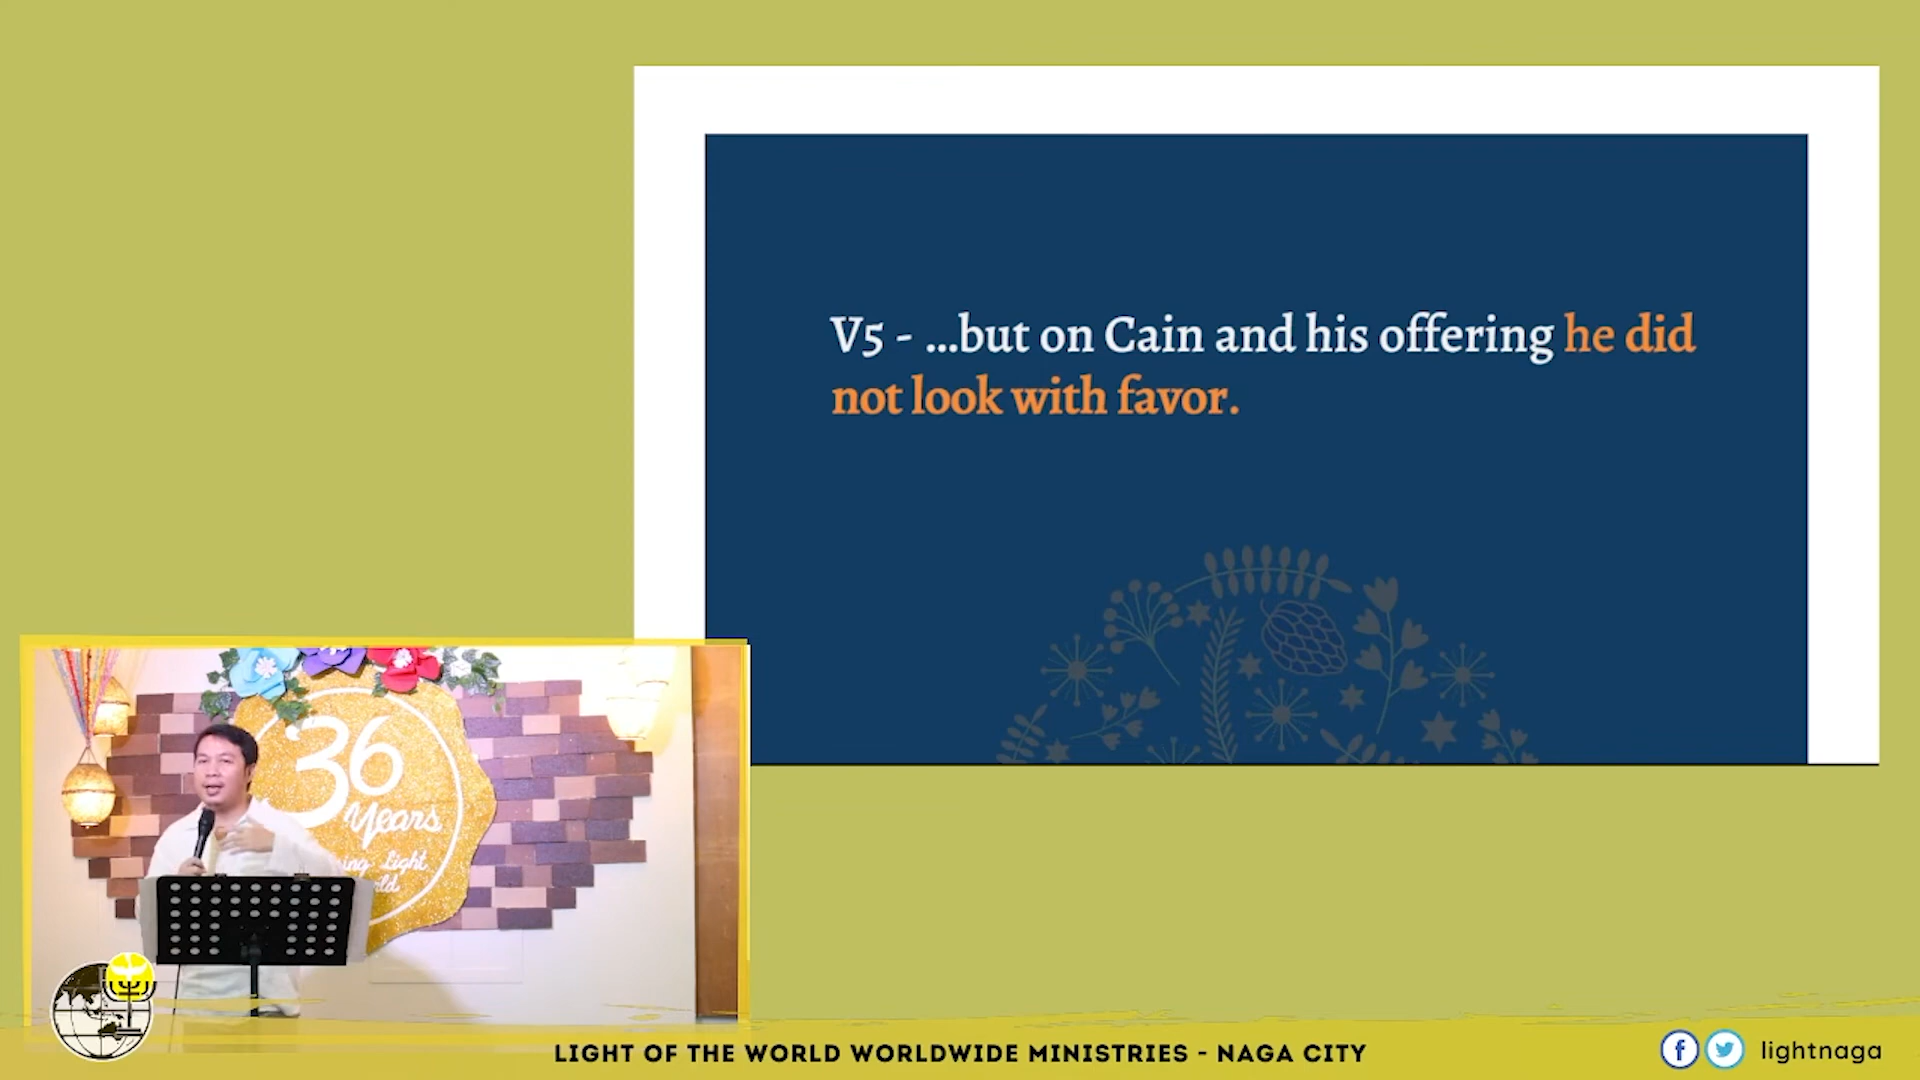 V5 - ...but on Cain and his offering he did
not look with favor.
36
Years
Light
LIGHT OF THE WORLD WORLDWIDE MINISTRIES - NAGA CITY
lightnaga